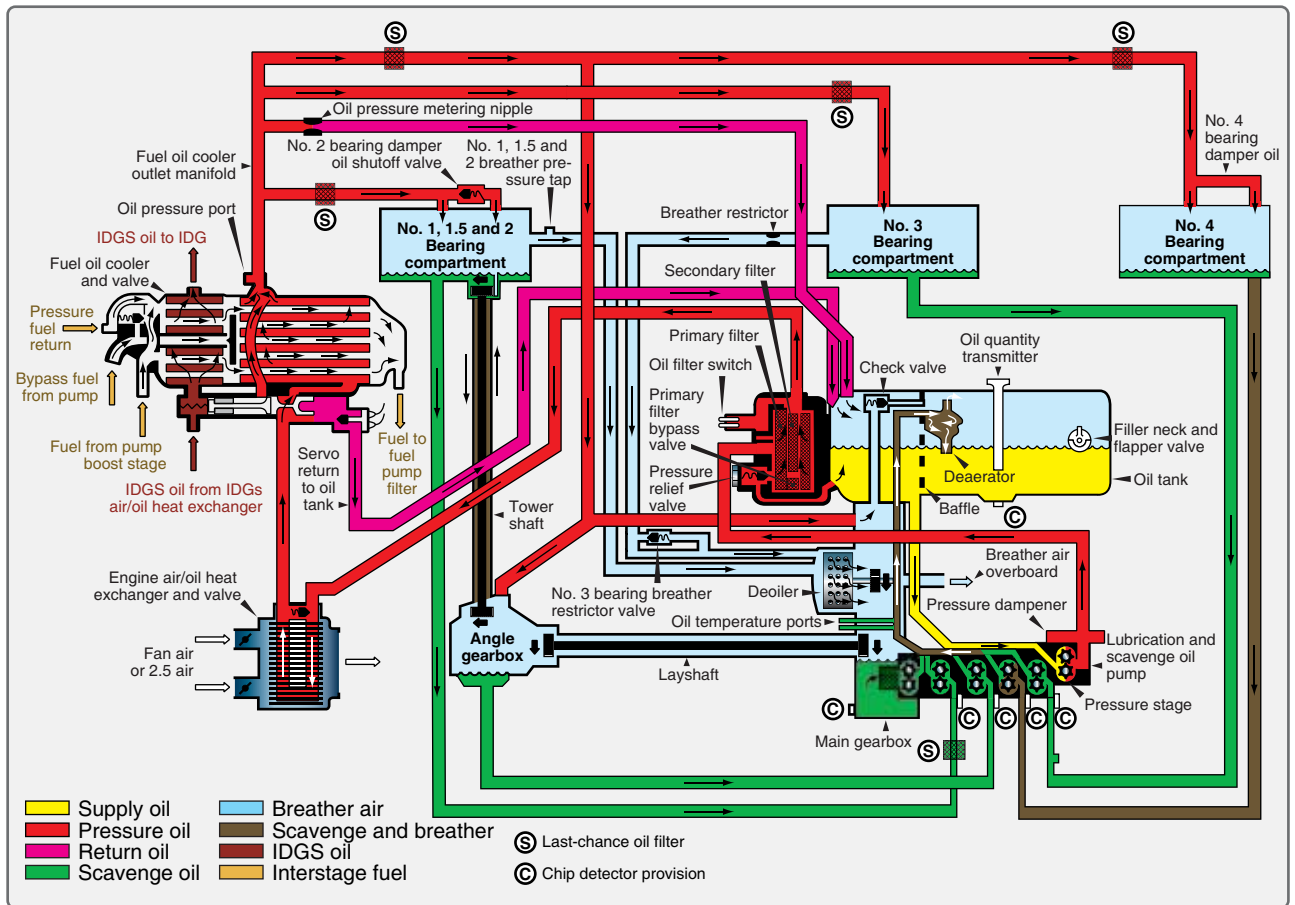 S
S
Oil pressure metering nipple
S
No. 4
bearing
damper oil
No. 2 bearing damper
oil shutoff valve
No. 1, 1.5 and
2 breather pre-
ssure tap
Fuel oil cooler
outlet manifold
S
Oil pressure port
Breather restrictor
No. 1, 1.5 and 2
Bearing
compartment
No. 3
Bearing
compartment
No. 4
Bearing
compartment
IDGS oil to IDG
Fuel oil cooler
and valve
Secondary filter
Pressure
fuel
return
Primary filter
Oil filter switch
Oil quantity
transmitter
Check valve
Bypass fuel
from pump
Primary
filter
bypass
valve
Filler neck and
flapper valve
Fuel from pump
boost stage
Servo
return
to oil
tank
Fuel to
fuel
pump
filter
Pressure
relief
valve
Deaerator
Oil tank
IDGS oil from IDGs
air/oil heat exchanger
Tower
shaft
Baffle
C
Breather air
overboard
Engine air/oil heat
exchanger and valve
No. 3 bearing breather
restrictor valve
Deoiler
Pressure dampener
Oil temperature ports
Lubrication and
scavenge oil
pump
Fan air
or 2.5 air
Angle
gearbox
Layshaft
Pressure stage
C
C
C
C
Main gearbox
S
Supply oil
Pressure oil
Return oil
Scavenge oil
Breather air
Scavenge and breather
IDGS oil
Interstage fuel
S Last-chance oil filter
C Chip detector provision